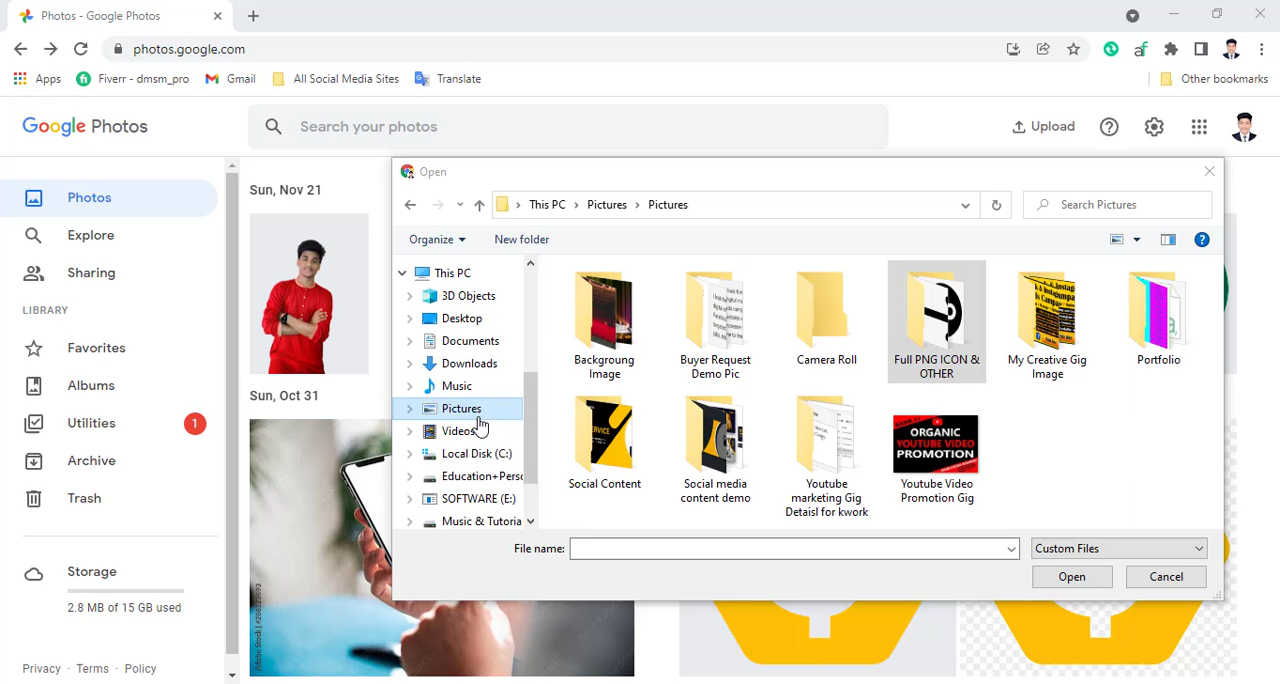 Photos - Google Photos
photos.google.com
Apps
Fiverr - dmsm_pro
Gmail
All Social Media Sites
Translate
Other bookmarks
Google Photos
Search your photos
Upload
Photos
Explore
Sharing
LIBRARY
Favorites
Albums
Utilities
1
Archive
Trash
Storage
2.8 MB of 15 GB used
Privacy · Terms · Policy
Sun, Nov 21
Sun, Oct 31
Open
This PC > Pictures > Pictures
Search Pictures
Organize
New folder
This PC
3D Objects
Desktop
Documents
Downloads
Music
Pictures
Videos
Local Disk (C:)
Education+Perso
SOFTWARE (E:)
Music & Tutoria
Backgroung
Image
Buyer Request
Demo Pic
Camera Roll
Full PNG ICON &
OTHER
My Creative Gig
Image
Portfolio
SERVICE
Social Content
Social media
content demo
Youtube
marketing Gig
Detaisl for kwork
ORGANIC
YOUTUBE VIDEO
PROMOTION
Youtube Video
Promotion Gig
File name:
Custom Files
Open
Cancel